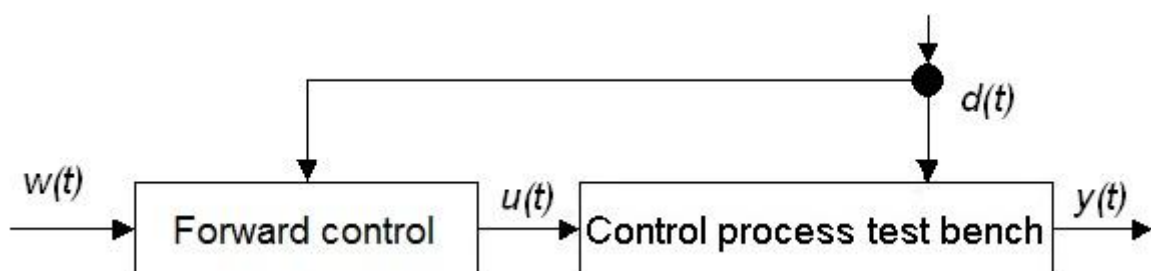 d(t)
w(t)
Forward control
u(t)
Control process test bench
y(t)